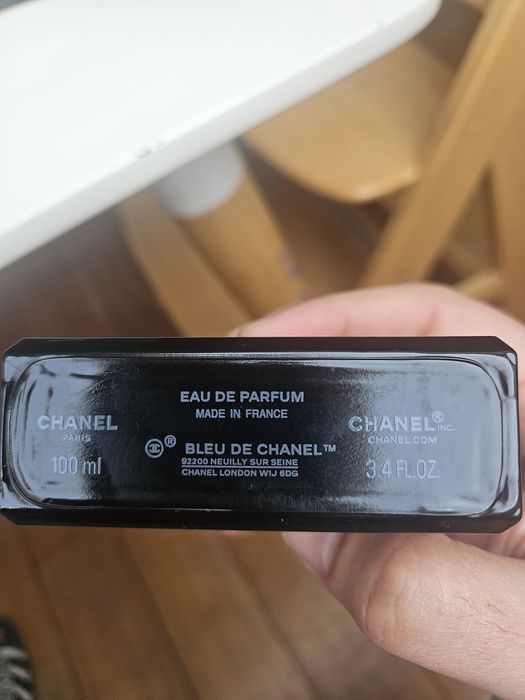 EAU DE PARFUM
MADE IN FRANCE
CHANEL
PARIS
100 ml
® BLEU DE CHANEL™
92200 NEUILLY SUR SEINE
CHANEL LONDON W1J 6DG
CHANEL® INC.
CHANEL.COM
3.4 FL.OZ.